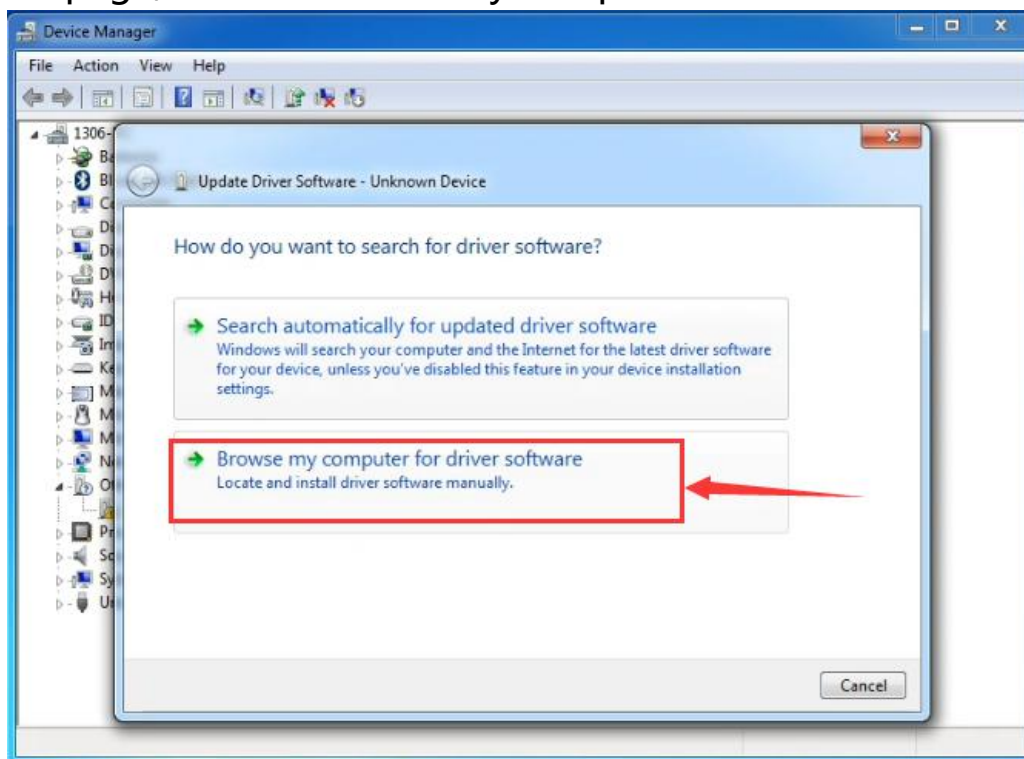 Device Manager
File Action View Help
1306-
Update Driver Software - Unknown Device
How do you want to search for driver software?
Search automatically for updated driver software
Windows will search your computer and the Internet for the latest driver software
for your device, unless you've disabled this feature in your device installation
settings.
Browse my computer for driver software
Locate and install driver software manually.
Cancel